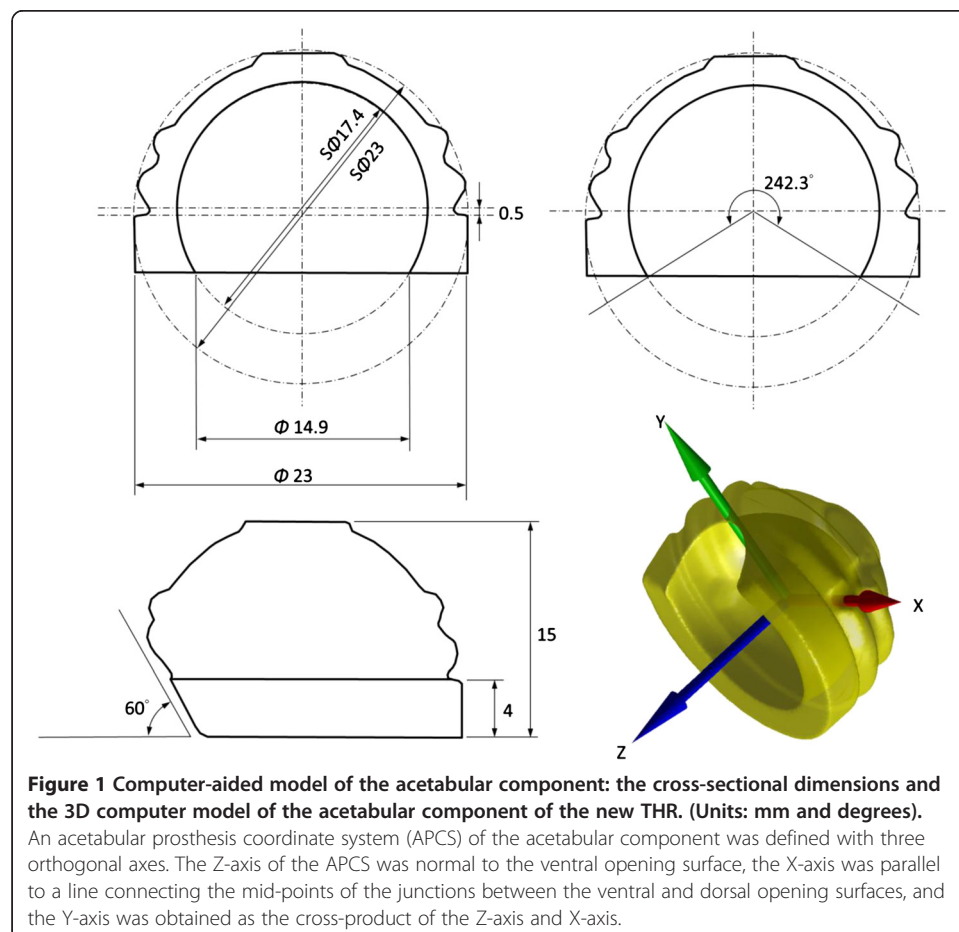 SΦ17.4
SΦ23
0.5
242.3°
Φ 14.9
Φ 23
Y
X
Z
60°
15
4
Figure 1 Computer-aided model of the acetabular component: the cross-sectional dimensions and
the 3D computer model of the acetabular component of the new THR. (Units: mm and degrees).
An acetabular prosthesis coordinate system (APCS) of the acetabular component was defined with three
orthogonal axes. The Z-axis of the APCS was normal to the ventral opening surface, the X-axis was parallel
to a line connecting the mid-points of the junctions between the ventral and dorsal opening surfaces, and
the Y-axis was obtained as the cross-product of the Z-axis and X-axis.